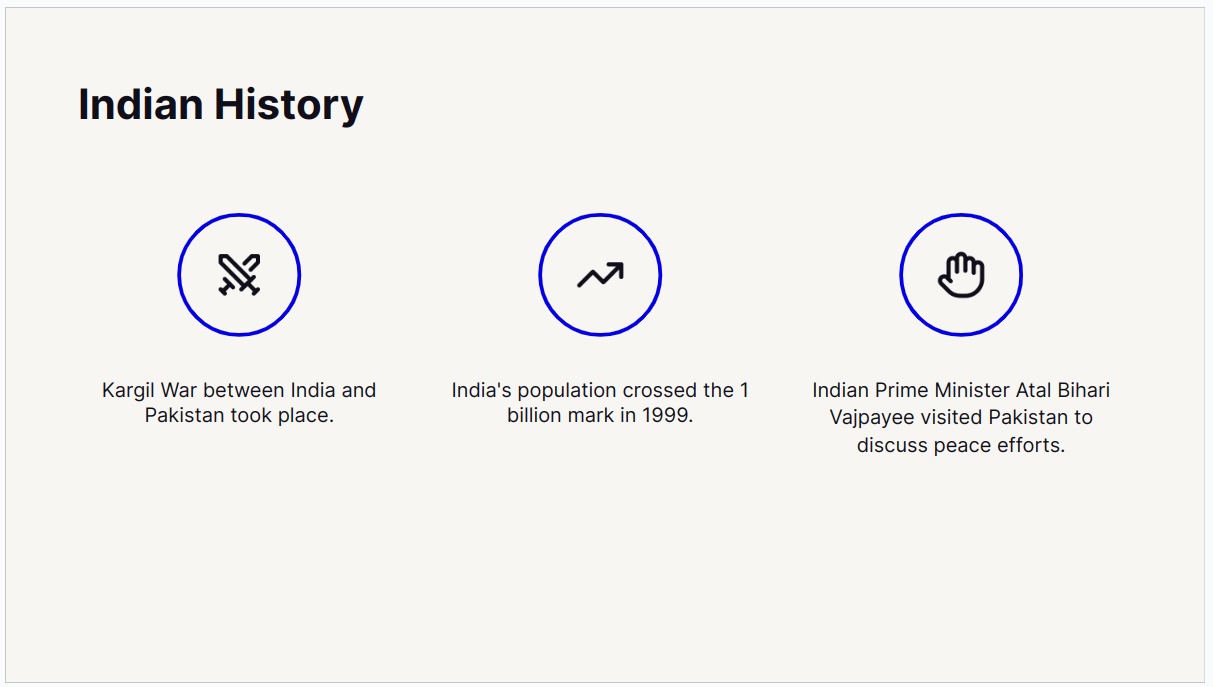 Indian History
Kargil War between India and
Pakistan took place.
India's population crossed the 1
billion mark in 1999.
Indian Prime Minister Atal Bihari
Vajpayee visited Pakistan to
discuss peace efforts.